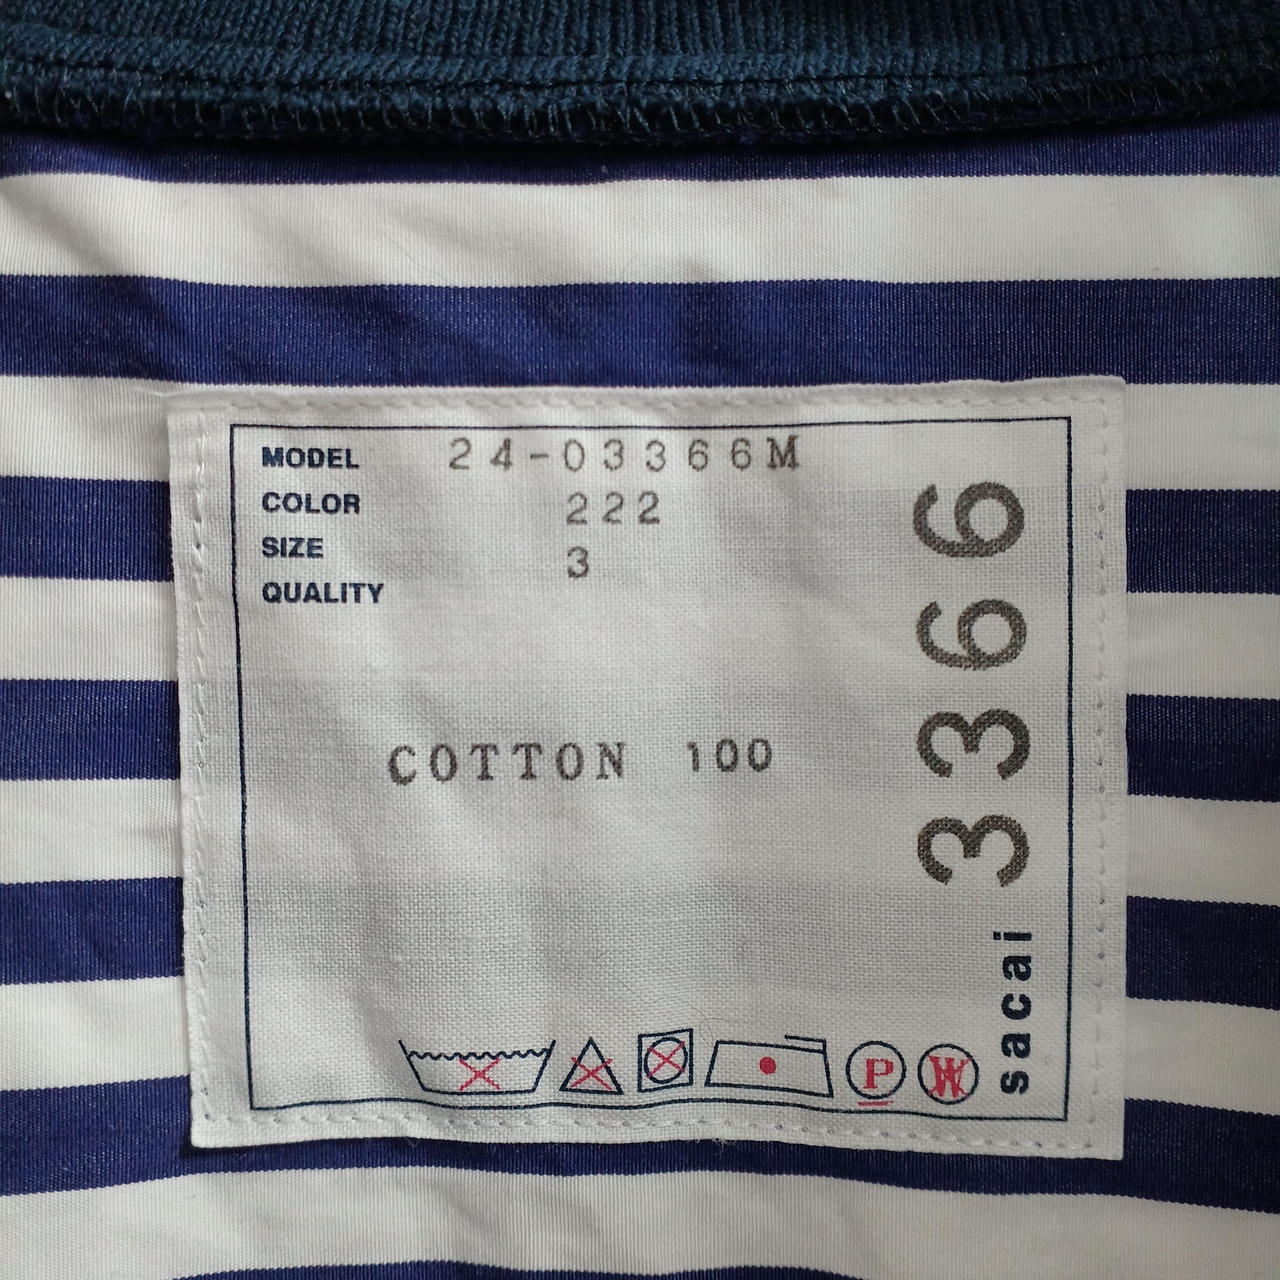 MODEL 24-03366M
COLOR 222
SIZE 3
QUALITY
COTTON 100
P W
sacai 3366